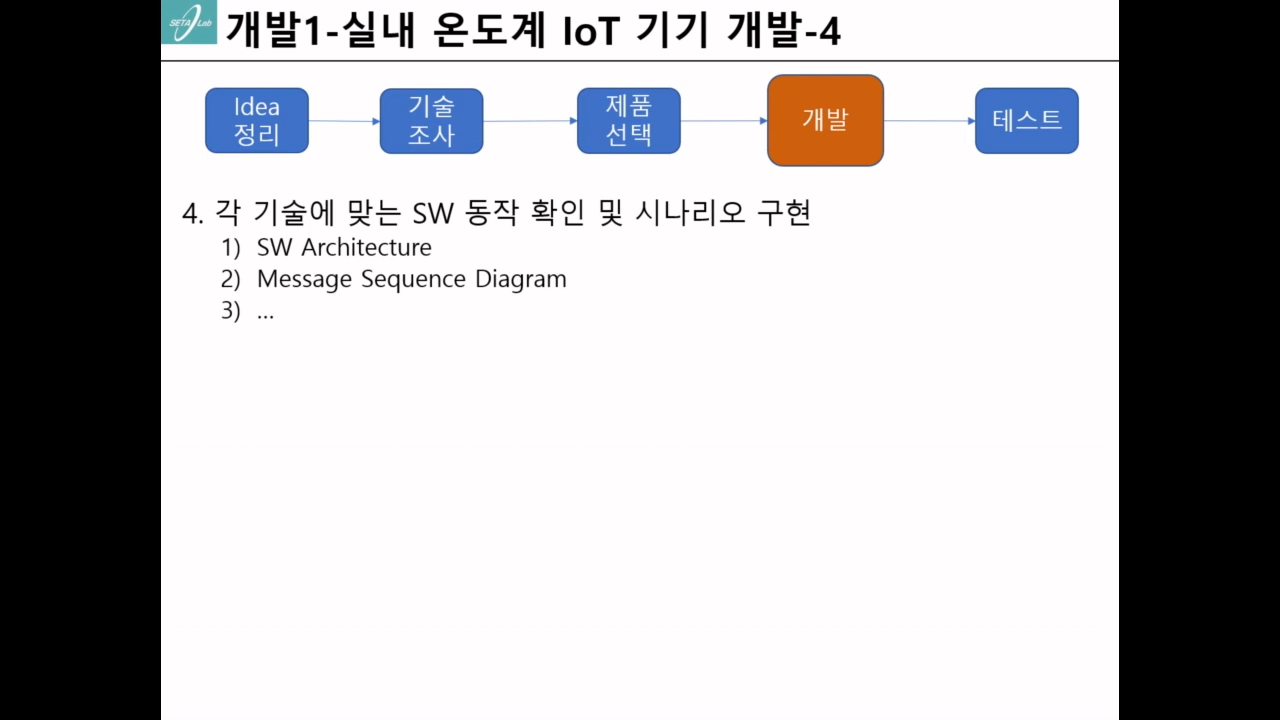 SETA Lab
개발1-실내 온도계 IoT 기기 개발-4
Idea
정리
기술
조사
제품
선택
개발
테스트
4. 각 기술에 맞는 SW 동작 확인 및 시나리오 구현
1) SW Architecture
2) Message Sequence Diagram
3) ...